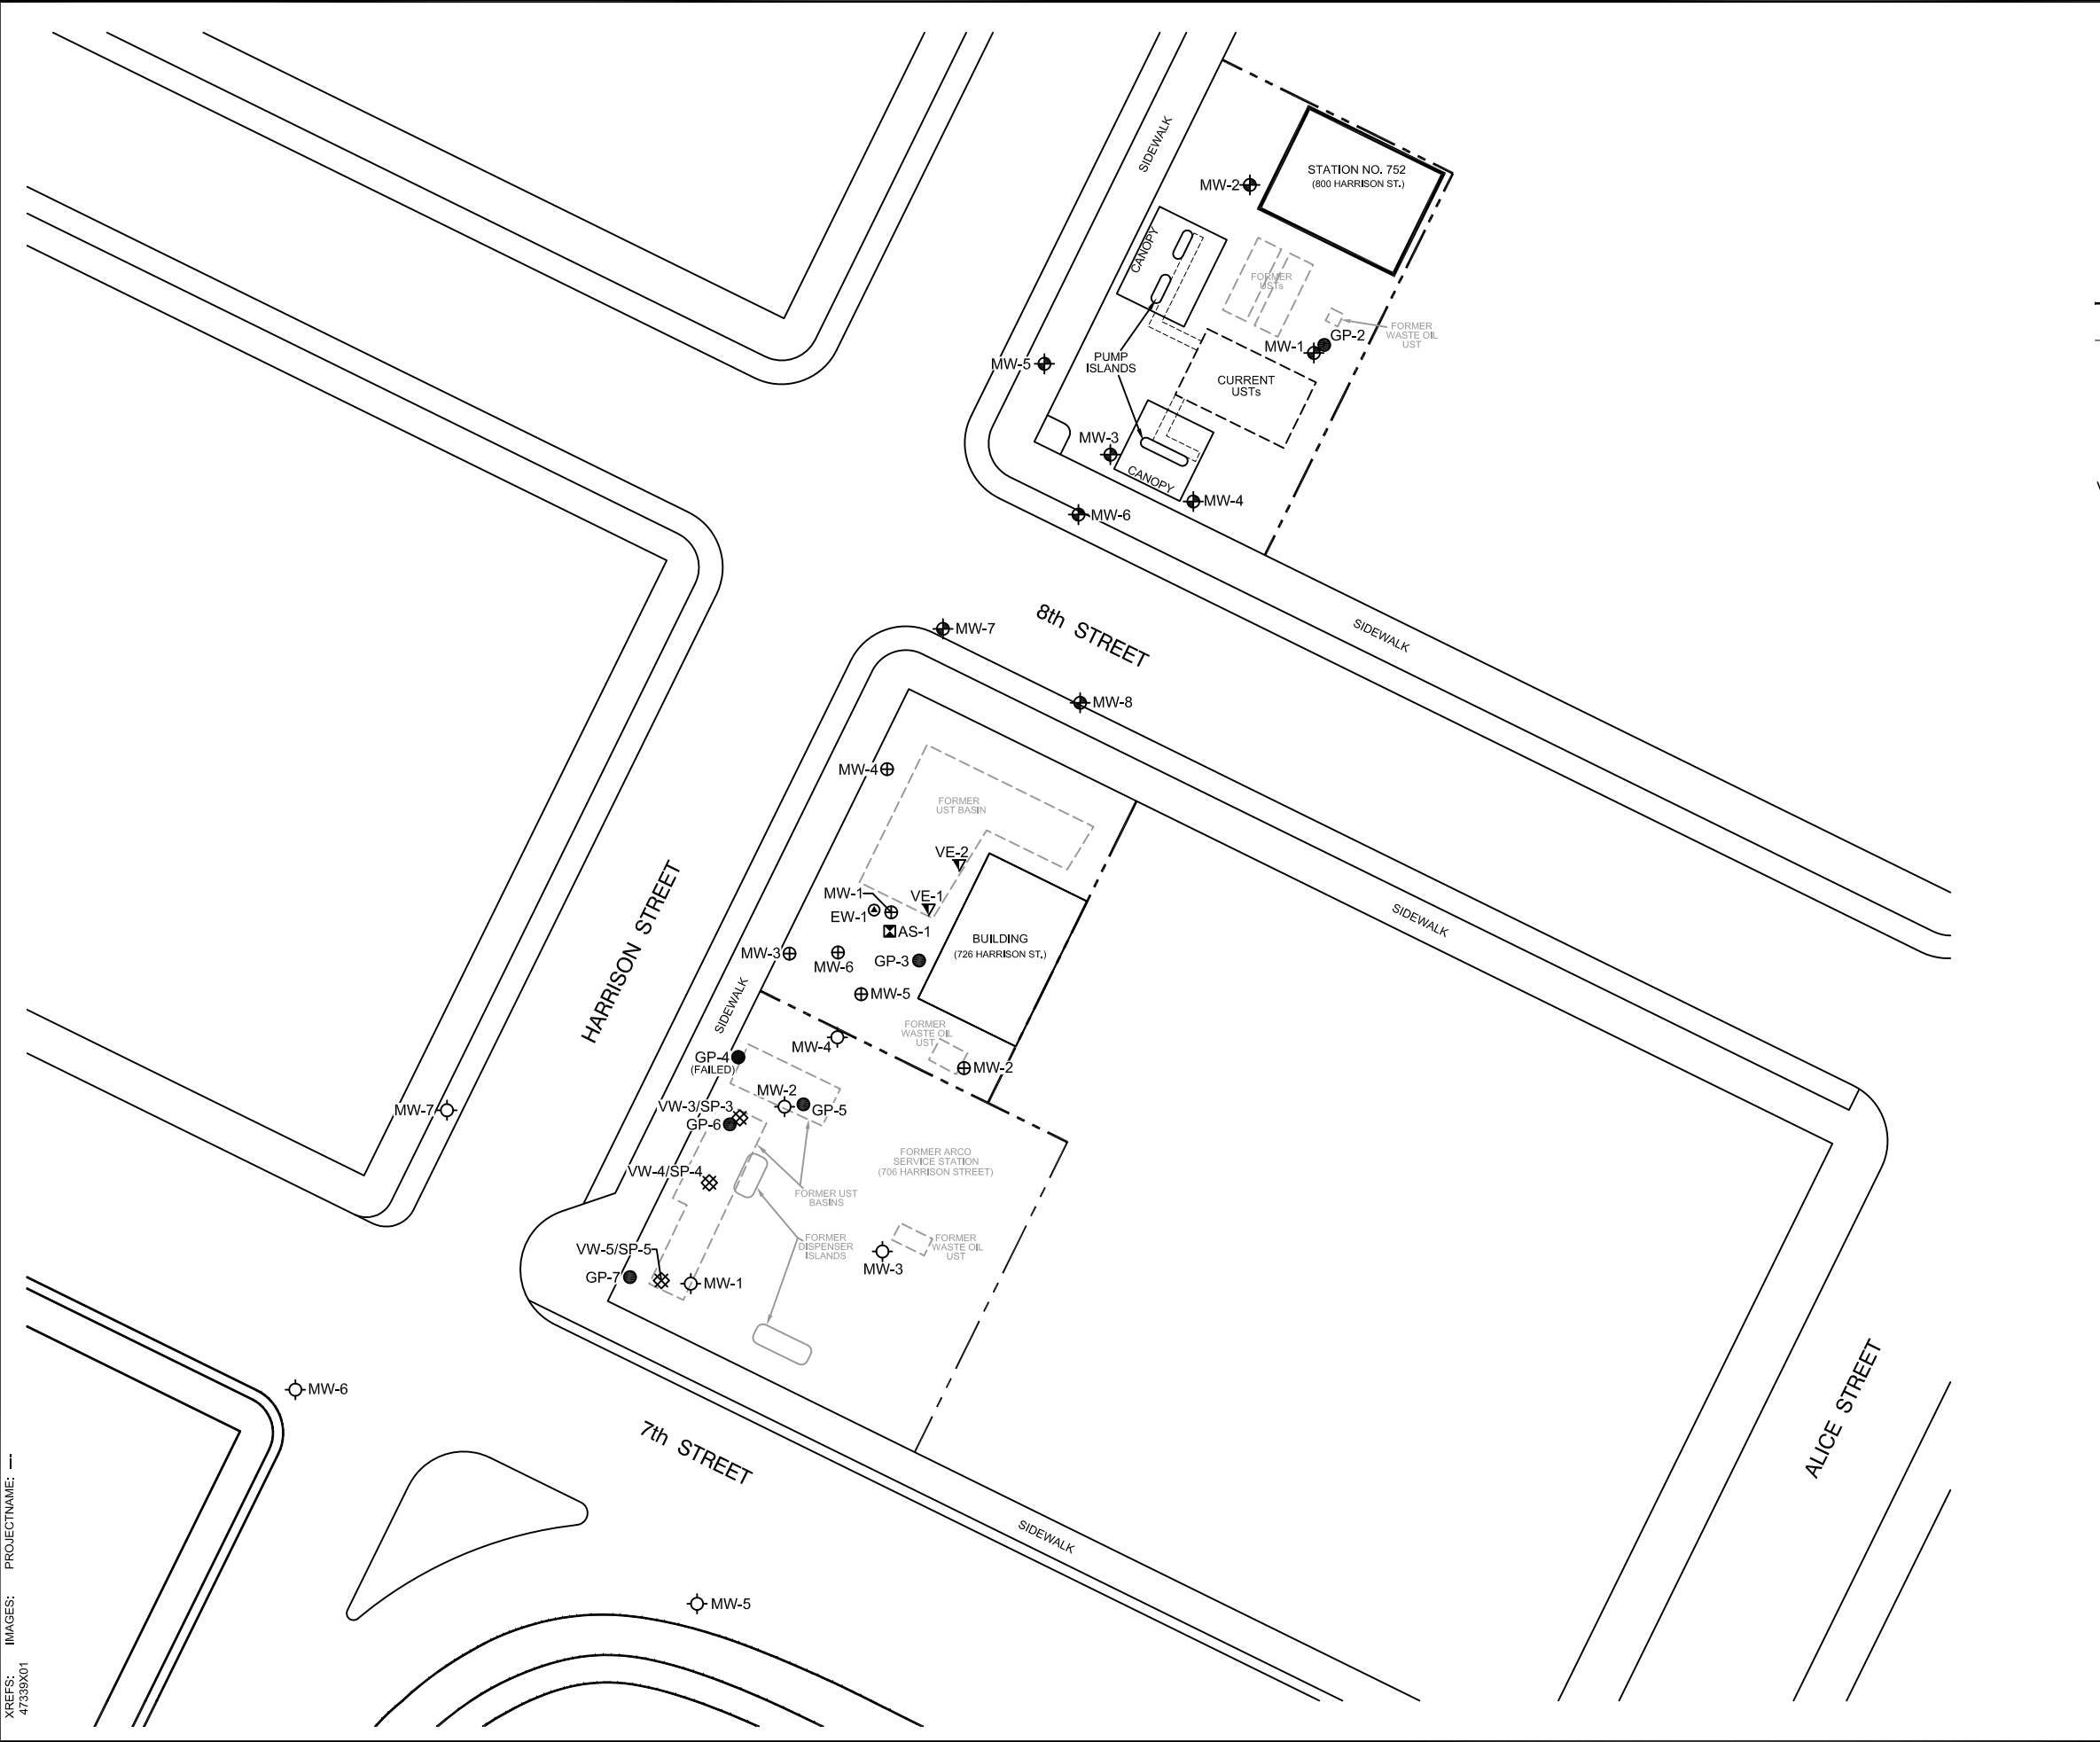 SIDEWALK
STATION NO. 752
(800 HARRISON ST.)
MW-2
CANOPY
FORMER
USTs
FORMER
WASTE OIL
UST
GP-2
MW-1
PUMP
ISLANDS
MW-5
CURRENT
USTs
MW-3
CANOPY
MW-4
MW-6
8th STREET
SIDEWALK
MW-7
MW-8
MW-4
FORMER
UST BASIN
VE-2
MW-1
VE-1
EW-1
AS-1
SIDEWALK
BUILDING
(726 HARRISON ST.)
MW-3
MW-6
GP-3
MW-5
HARRISON STREET
SIDEWALK
FORMER
WASTE OIL
UST
MW-4
GP-4
(FAILED)
MW-2
MW-2
VW-3/SP-3
GP-5
GP-6
MW-7
FORMER ARCO
SERVICE STATION
(706 HARRISON STREET)
VW-4/SP-4
FORMER UST
BASINS
FORMER
DISPENSER
ISLANDS
FORMER
WASTE OIL
UST
VW-5/SP-5
MW-3
GP-7
MW-1
MW-6
ALICE STREET
7th STREET
SIDEWALK
MW-5
XREFS: IMAGES: PROJECTNAME: ---
47339X01